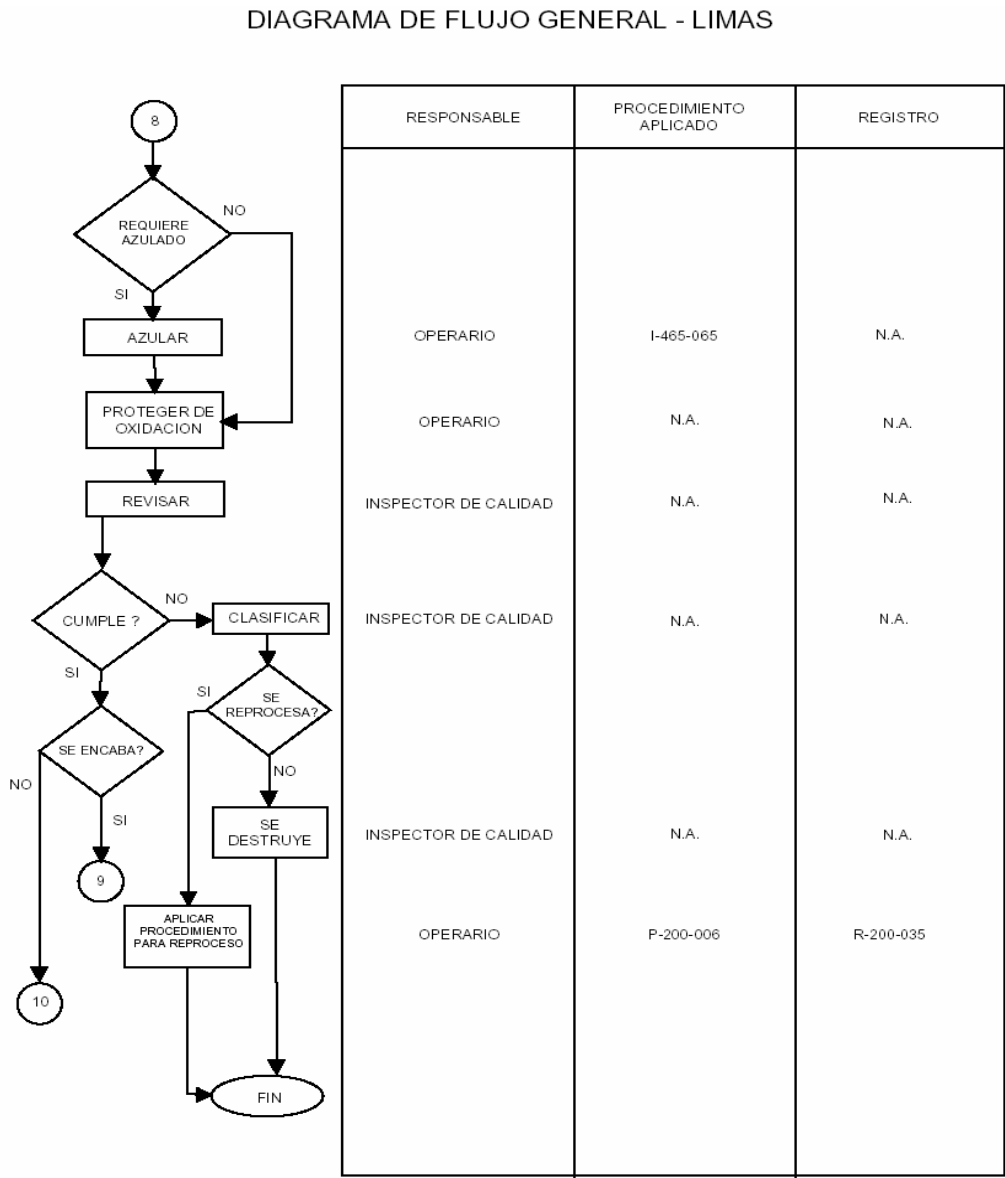 DIAGRAMA DE FLUJO GENERAL - LIMAS
RESPONSABLE
PROCEDIMIENTO
APLICADO
REGISTRO
8
REQUIERE
AZULADO
NO
SI
AZULAR
OPERARIO
I-465-065
N.A.
PROTEGER DE
OXIDACION
OPERARIO
N.A.
N.A.
REVISAR
INSPECTOR DE CALIDAD
N.A.
N.A.
CUMPLE ?
NO
SI
CLASIFICAR
INSPECTOR DE CALIDAD
N.A.
N.A.
SE
REPROCESA?
SI
NO
SE ENCABA?
NO
SI
SE
DESTRUYE
INSPECTOR DE CALIDAD
N.A.
N.A.
9
APLICAR
PROCEDIMIENTO
PARA REPROCESO
OPERARIO
P-200-006
R-200-035
10
FIN